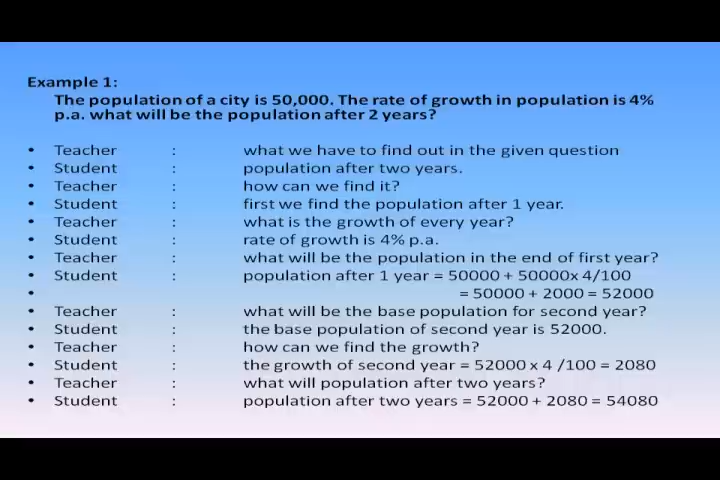 Example 1:
The population of a city is 50,000. The rate of growth in population is 4%
p.a. what will be the population after 2 years?
• Teacher : what we have to find out in the given question
• Student : population after two years.
• Teacher : how can we find it?
• Student : first we find the population after 1 year.
• Teacher : what is the growth of every year?
• Student : rate of growth is 4% p.a.
• Teacher : what will be the population in the end of first year?
• Student : population after 1 year = 50000 + 50000x 4/100
• = 50000 + 2000 = 52000
• Teacher : what will be the base population for second year?
• Student : the base population of second year is 52000.
• Teacher : how can we find the growth?
• Student : the growth of second year = 52000 x 4 /100 = 2080
• Teacher : what will population after two years?
• Student : population after two years = 52000 + 2080 = 54080